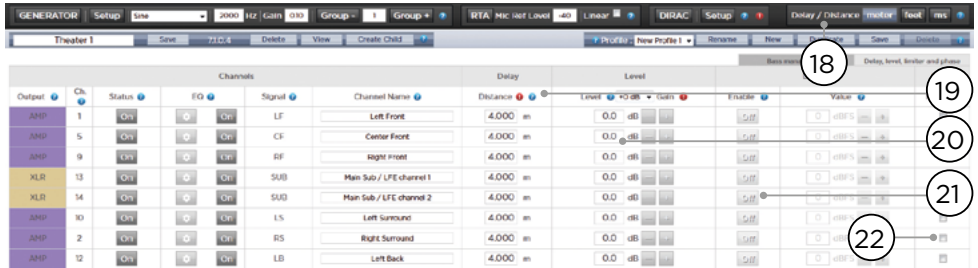 GENERATOR Setup Sine 2000 Hz Gain 0.10 Group - 1 Group + ? RTA Mic Ref Level -40 Linear ? DIRAC Setup ? ! Delay / Distance meter feet ms ?
Theater 1 Save 7.1.0.4 Delete View Create Child ? ? Profile New Profile 1 Rename New Duplicate Save Delete ?
18
Delay, level, limiter and phase
Channels Delay Level
Output ? Ch. ? Status ? EQ ? Signal ? Channel Name ? Distance ! ? Level ? +0 dB Gain ! Enable ? Value ?
19
AMP 1 On On LF Left Front 4.000 m 0.0 dB Off 0 dBFS - +
AMP 5 On On CF Center Front 4.000 m 0.0 dB Off 0 dBFS - +
20
AMP 9 On On RF Right Front 4.000 m 0.0 dB Off 0 dBFS - +
XLR 13 On On SUB Main Sub / LFE channel 1 4.000 m 0.0 dB Off 0 dBFS - +
XLR 14 On On SUB Main Sub / LFE channel 2 4.000 m 0.0 dB Off 0 dBFS - +
21
AMP 10 On On LS Left Surround 4.000 m 0.0 dB Off 0 dBFS - +
AMP 2 On On RS Right Surround 4.000 m 0.0 dB Off 0 dBFS
22
AMP 12 On On LB Left Back 4.000 m 0.0 dB Off 0 dBFS - +